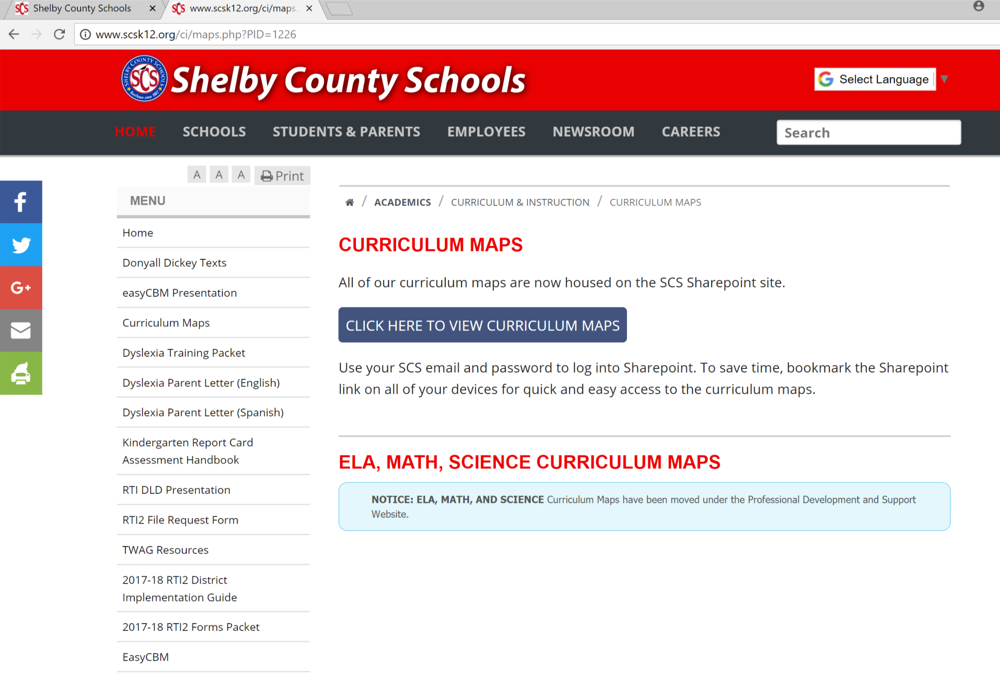 SCS Shelby County Schools
SCS www.scsk12.org/ci/maps.
www.scsk12.org/ci/maps.php?PID=1226
SHELBY COUNTY SCHOOLS
SCS
Excellence since 1867
Shelby County Schools
Select Language
HOME SCHOOLS STUDENTS & PARENTS EMPLOYEES NEWSROOM CAREERS Search
A A A Print
MENU
Home
Donyall Dickey Texts
easyCBM Presentation
Curriculum Maps
Dyslexia Training Packet
Dyslexia Parent Letter (English)
Dyslexia Parent Letter (Spanish)
Kindergarten Report Card
Assessment Handbook
RTI DLD Presentation
RTI2 File Request Form
TWAG Resources
2017-18 RTI2 District
Implementation Guide
2017-18 RTI2 Forms Packet
EasyCBM
/ ACADEMICS / CURRICULUM & INSTRUCTION / CURRICULUM MAPS
CURRICULUM MAPS
All of our curriculum maps are now housed on the SCS Sharepoint site.
CLICK HERE TO VIEW CURRICULUM MAPS
Use your SCS email and password to log into Sharepoint. To save time, bookmark the Sharepoint
link on all of your devices for quick and easy access to the curriculum maps.
ELA, MATH, SCIENCE CURRICULUM MAPS
NOTICE: ELA, MATH, AND SCIENCE Curriculum Maps have been moved under the Professional Development and Support
Website.